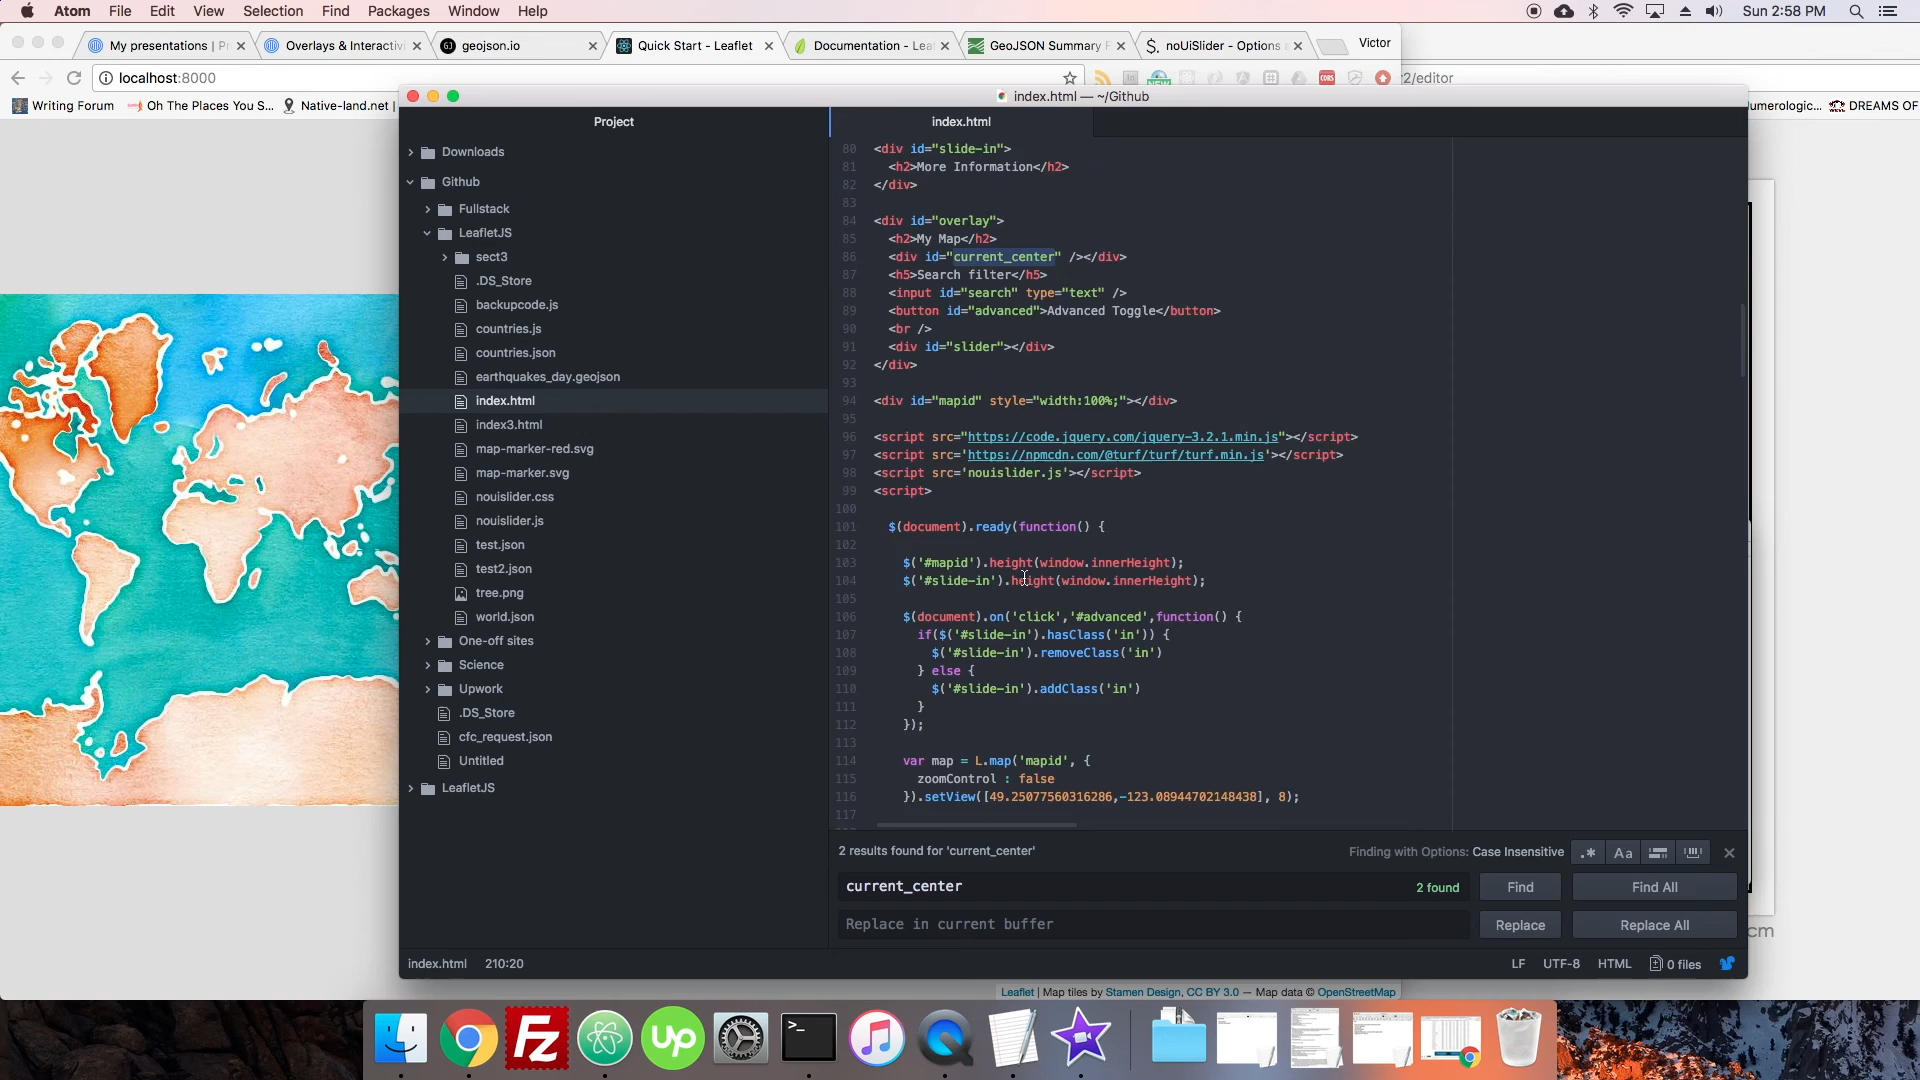 Atom File Edit View Selection Find Packages Window Help Sun 2:58 PM
My presentations | Pr Overlays & Interactivi geojson.io Quick Start - Leaflet Documentation - Lea GeoJSON Summary F noUiSlider - Options a Victor
localhost:8000 2/editor
Writing Forum Oh The Places You S... Native-land.net umerologic... DREAMS OF
index.html — ~/Github
Project
index.html
Downloads
Github
Fullstack
LeafletJS
sect3
.DS_Store
backupcode.js
countries.js
countries.json
earthquakes_day.geojson
index.html
index3.html
map-marker-red.svg
map-marker.svg
nouislider.css
nouislider.js
test.json
test2.json
tree.png
world.json
One-off sites
Science
Upwork
.DS_Store
cfc_request.json
Untitled
LeafletJS
80 <div id="slide-in">
81 <h2>More Information</h2>
82 </div>
83
84 <div id="overlay">
85 <h2>My Map</h2>
86 <div id="current_center" /></div>
87 <h5>Search filter</h5>
88 <input id="search" type="text" />
89 <button id="advanced">Advanced Toggle</button>
90 <br />
91 <div id="slider"></div>
92 </div>
93
94 <div id="mapid" style="width:100%;"></div>
95
96 <script src="https://code.jquery.com/jquery-3.2.1.min.js"></script>
97 <script src='https://npmcdn.com/@turf/turf/turf.min.js'></script>
98 <script src='nouislider.js'></script>
99 <script>
100
101 $(document).ready(function() {
102
103 $('#mapid').height(window.innerHeight);
104 $('#slide-in').height(window.innerHeight);
105
106 $(document).on('click','#advanced',function() {
107 if($('#slide-in').hasClass('in')) {
108 $('#slide-in').removeClass('in')
109 } else {
110 $('#slide-in').addClass('in')
111 }
112 });
113
114 var map = L.map('mapid', {
115 zoomControl : false
116 }).setView([49.25077560316286,-123.08944702148438], 8);
117
2 results found for 'current_center' Finding with Options: Case Insensitive .* Aa
current_center 2 found Find Find All
Replace in current buffer Replace Replace All
cm
index.html 210:20 LF UTF-8 HTML 0 files
Leaflet | Map tiles by Stamen Design, CC BY 3.0 — Map data © OpenStreetMap
Fz
Up
>_